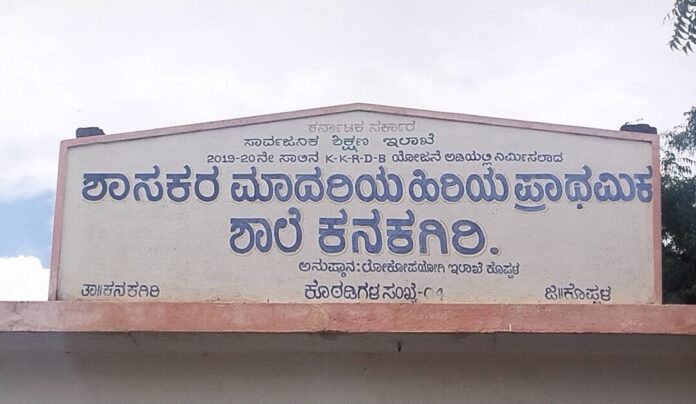 ಕರ್ನಾಟಕ ಸರ್ಕಾರ
ಸಾರ್ವಜನಿಕ ಶಿಕ್ಷಣ ಇಲಾಖೆ
2019-20ನೇ ಸಾಲಿನ K-K-R-D-B ಯೋಜನೆ ಅಡಿಯಲ್ಲಿ ನಿರ್ಮಿಸಲಾದ
ಶಾಸಕರ ಮಾದರಿಯ ಹಿರಿಯ ಪ್ರಾಥಮಿಕ
ಶಾಲೆ ಕನಕಗಿರಿ.
ಅನುಷ್ಠಾನ: ಲೋಕೋಪಯೋಗಿ ಇಲಾಖೆ ಕೊಪ್ಪಳ
ತಾ||ಕನಕಗಿರಿ ಕೊಠಡಿಗಳ ಸಂಖ್ಯೆ-04 ಜಿ||ಕೊಪ್ಪಳ